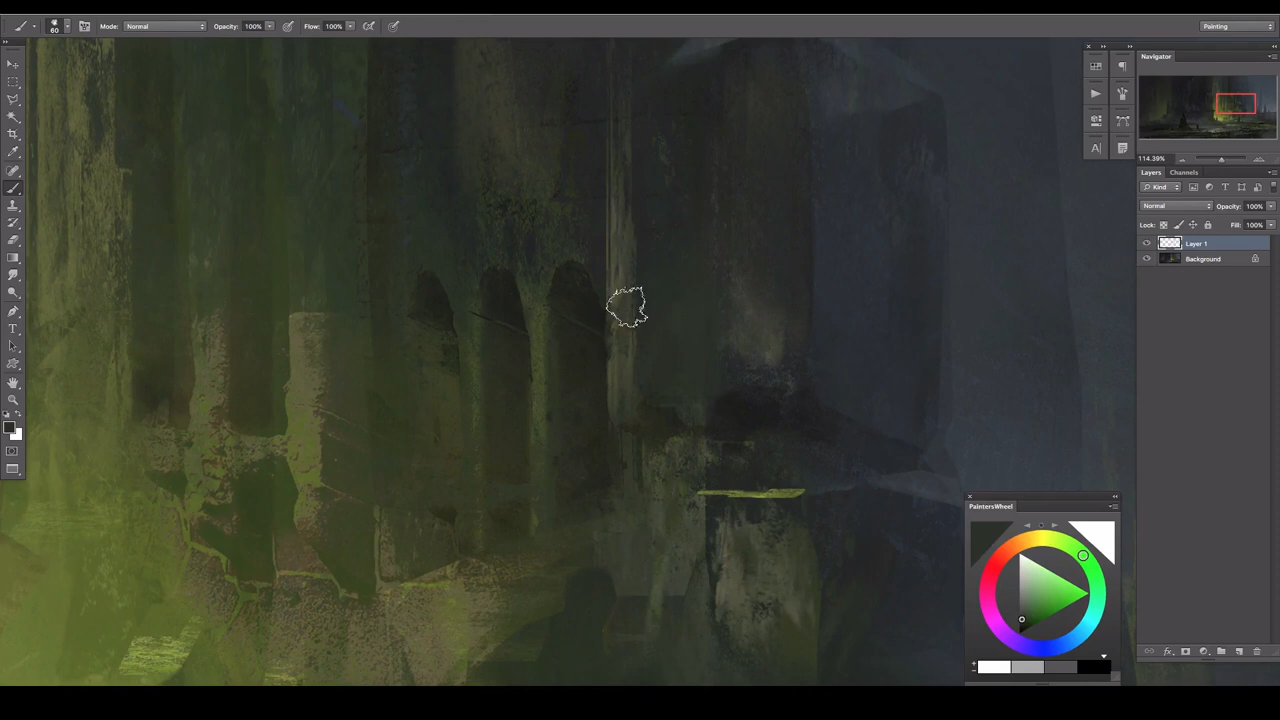 60
Mode: Normal Opacity: 100% Flow: 100% Painting
Navigator
114.39%
Layers Channels
Kind
Normal Opacity: 100%
Lock: Fill: 100%
Layer 1
Background
PaintersWheel